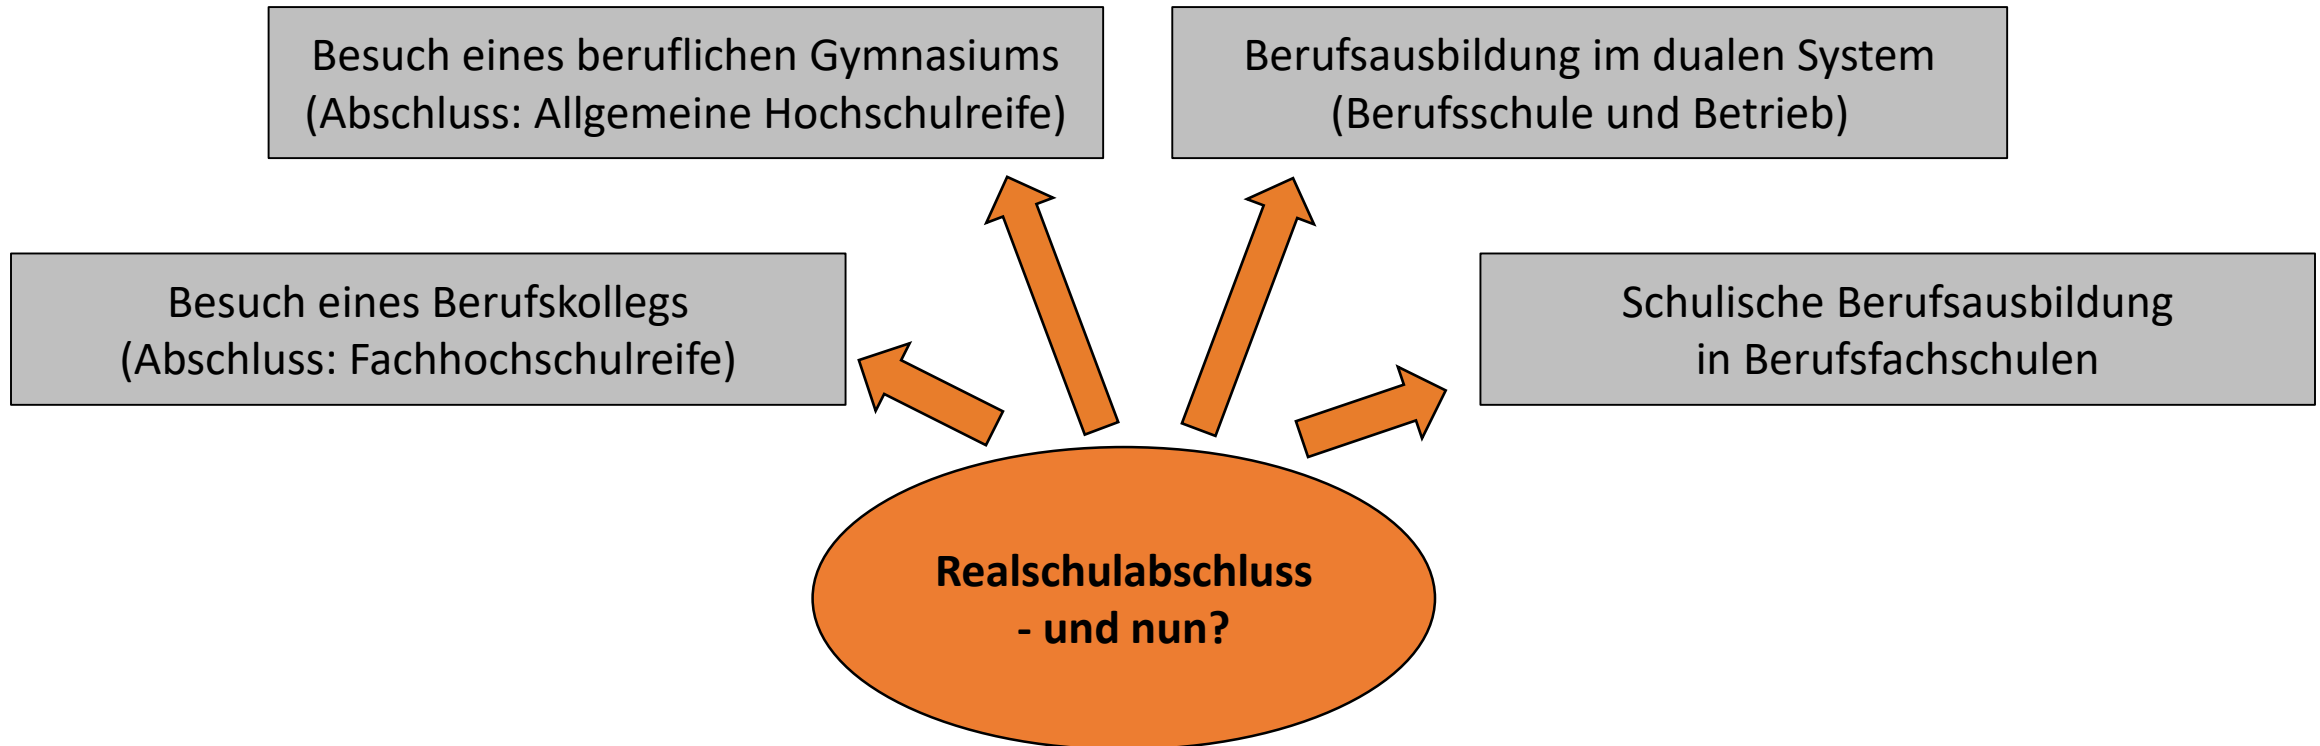 Besuch eines beruflichen Gymnasiums
(Abschluss: Allgemeine Hochschulreife)
Berufsausbildung im dualen System
(Berufsschule und Betrieb)
Besuch eines Berufskollegs
(Abschluss: Fachhochschulreife)
Schulische Berufsausbildung
in Berufsfachschulen
Realschulabschluss
- und nun?